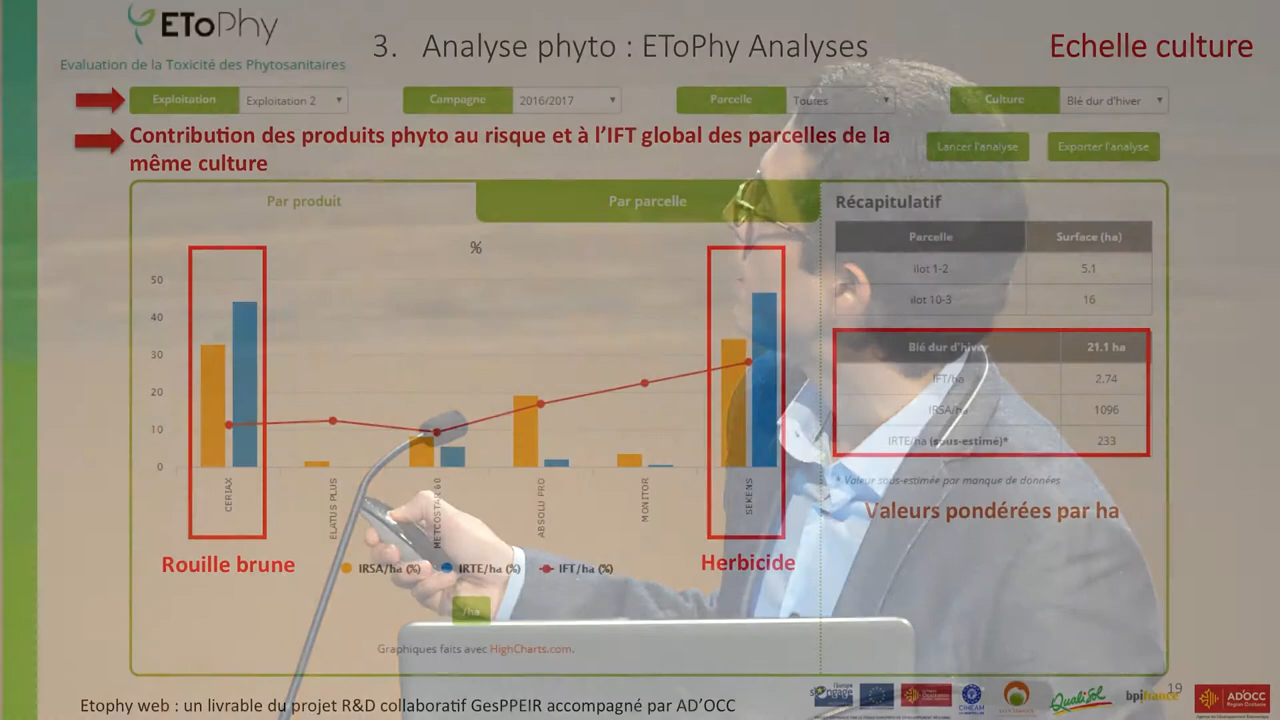 EToPhy
Evaluation de la Toxicité des Phytosanitaires
3. Analyse phyto : EToPhy Analyses
Echelle culture
Exploitation
Exploitation 2
Campagne
2016/2017
Parcelle
Toutes
Culture
Blé dur d'hiver
Contribution des produits phyto au risque et à l'IFT global des parcelles de la
même culture
Lancer l'analyse
Exporter l'analyse
Par produit
Par parcelle
%
50
40
30
20
10
0
CERIAX
ELATUS PLUS
METCOSTAR 60
ABSOLU PRO
MONITOR
SEKENS
Rouille brune
Herbicide
IRSA/ha (%)
IRTE/ha (%)
IFT/ha (%)
/ha
Graphiques faits avec HighCharts.com.
Récapitulatif
Parcelle Surface (ha)
ilot 1-2 5.1
ilot 10-3 16
Blé dur d'hiver 21.1 ha
IFT/ha 2.74
IRSA/ha 1096
IRTE/ha (sous-estimé)* 233
* Valeur sous-estimée par manque de données
Valeurs pondérées par ha
Etophy web : un livrable du projet R&D collaboratif GesPPEIR accompagné par AD'OCC
l'Europe
s'engage
CIHEAM
QualiSol
bpifrance
19
AD'OCC